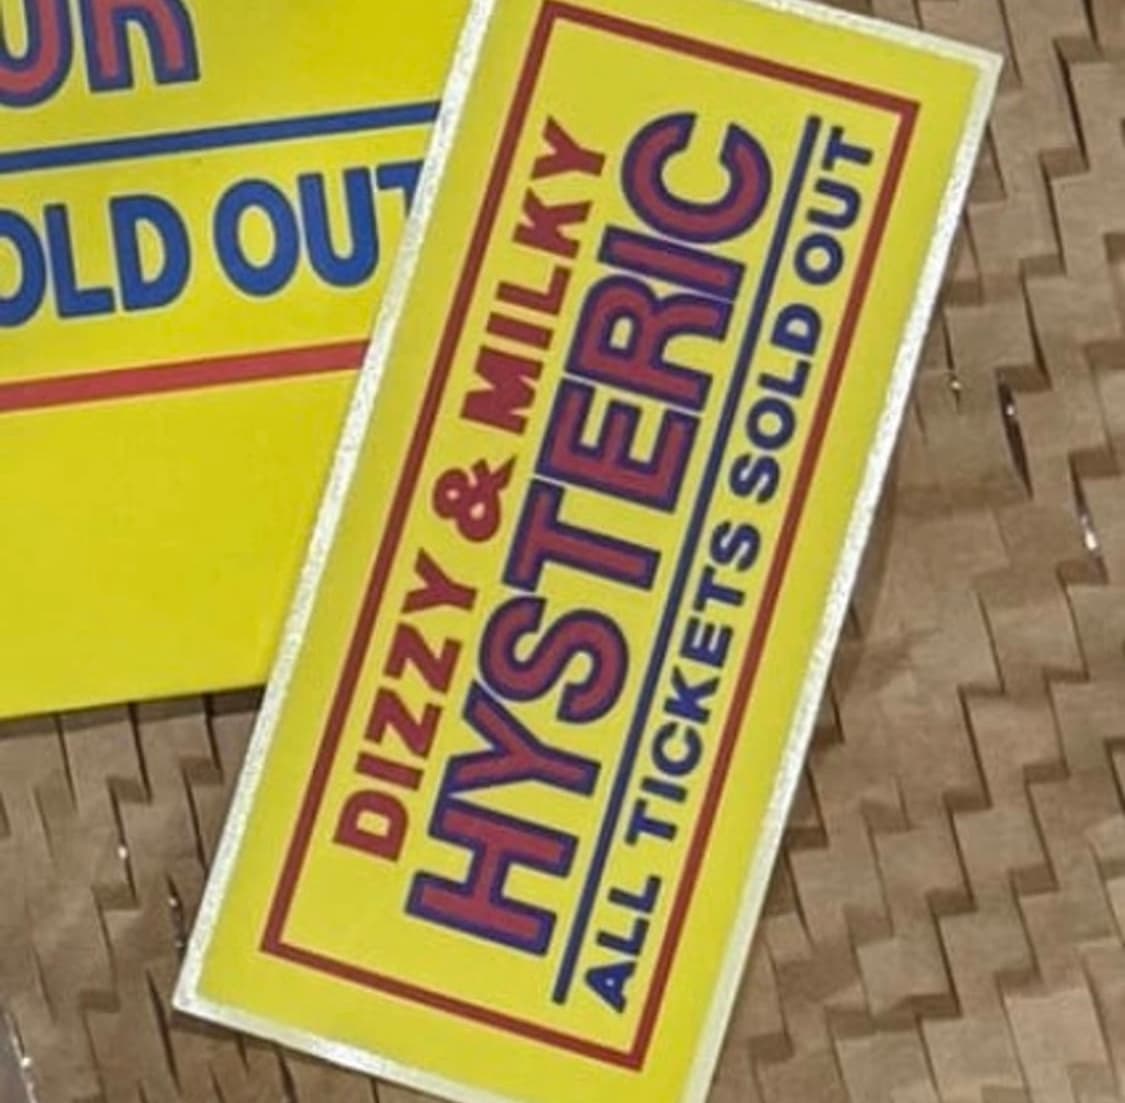 OLD OUT
DIZZY & MILKY
HYSTERIC
ALL TICKETS SOLD OUT